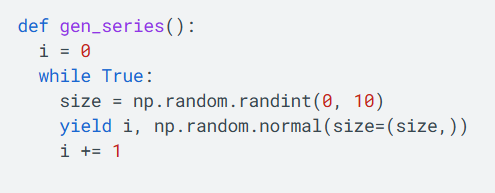 def gen_series():
  i = 0
  while True:
    size = np.random.randint(0, 10)
    yield i, np.random.normal(size=(size,))
    i += 1